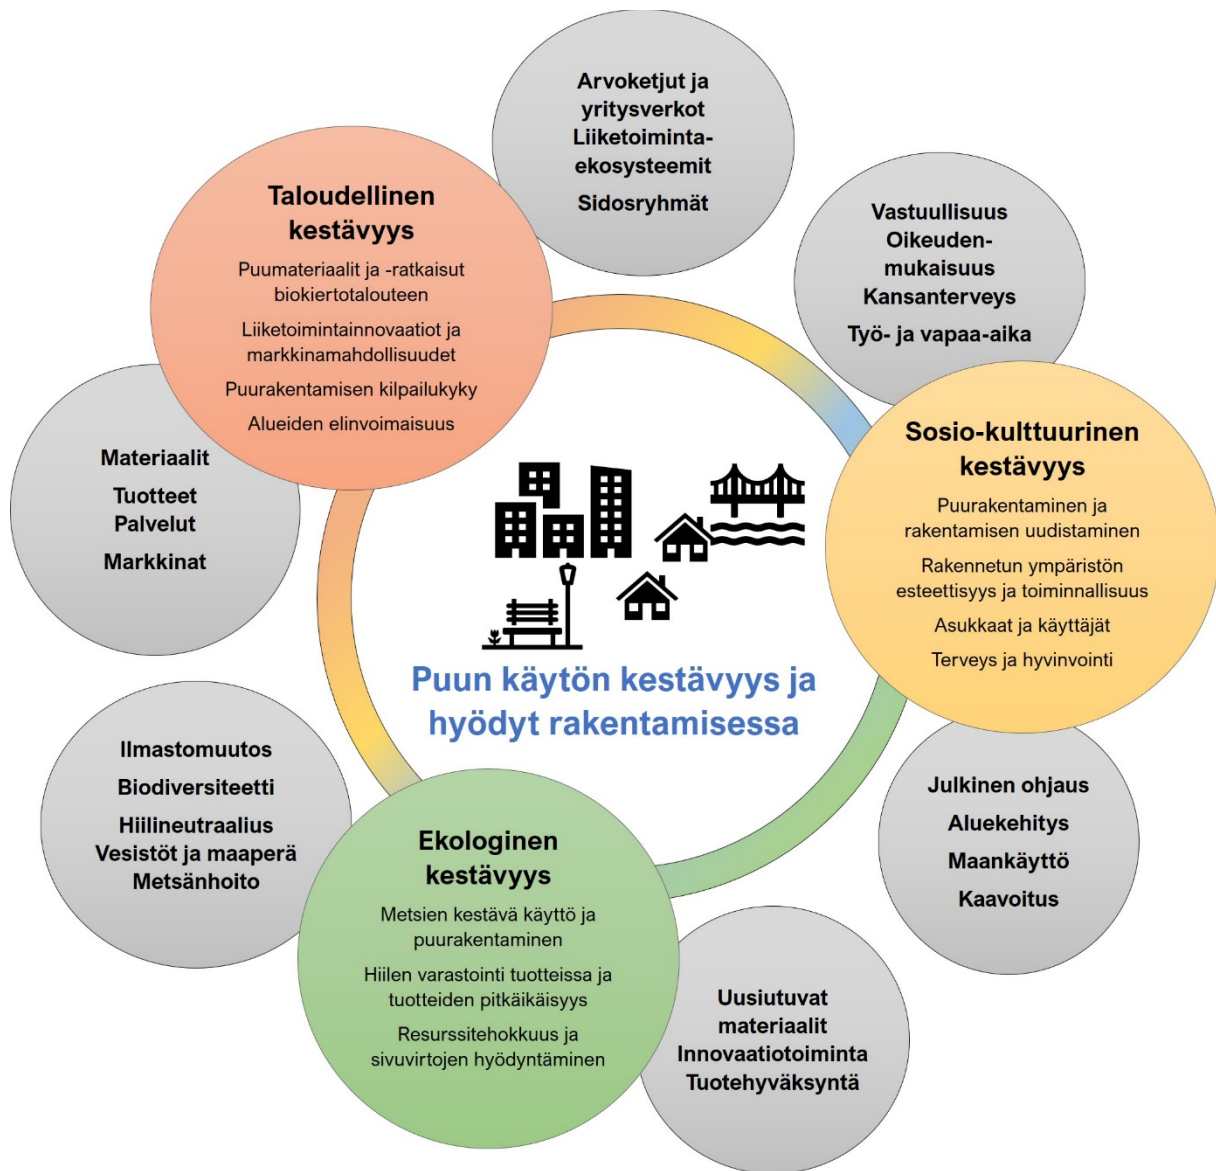 Arvoketjut ja
yritysverkot
Liiketoiminta-
ekosysteemit
Sidosryhmät
Taloudellinen
kestävyys
Puumateriaalit ja -ratkaisut
biokiertotalouteen
Liiketoimintainnovaatiot ja
markkinamahdollisuudet
Puurakentamisen kilpailukyky
Alueiden elinvoimaisuus
Vastuullisuus
Oikeuden-
mukaisuus
Kansanterveys
Työ- ja vapaa-aika
Sosio-kulttuurinen
kestävyys
Puurakentaminen ja
rakentamisen uudistaminen
Rakennetun ympäristön
esteettisyys ja toiminnallisuus
Asukkaat ja käyttäjät
Terveys ja hyvinvointi
Materiaalit
Tuotteet
Palvelut
Markkinat
Puun käytön kestävyys ja
hyödyt rakentamisessa
Ilmastomuutos
Biodiversiteetti
Hiilineutraalius
Vesistöt ja maaperä
Metsänhoito
Ekologinen
kestävyys
Metsien kestävä käyttö ja
puurakentaminen
Hiilen varastointi tuotteissa ja
tuotteiden pitkäikäisyys
Resurssitehokkuus ja
sivuvirtojen hyödyntäminen
Julkinen ohjaus
Aluekehitys
Maankäyttö
Kaavoitus
Uusiutuvat
materiaalit
Innovaatiotoiminta
Tuotehyväksyntä